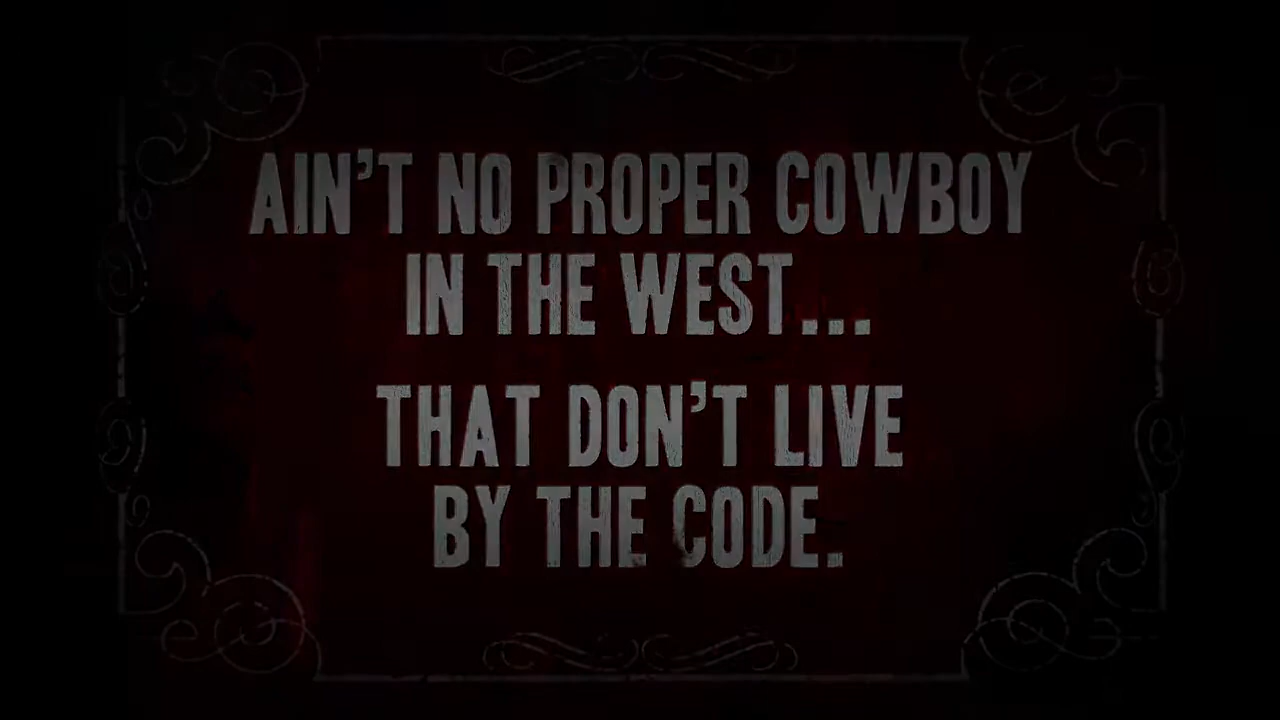 AIN'T NO PROPER COWBOY
IN THE WEST...
THAT DON'T LIVE
BY THE CODE.